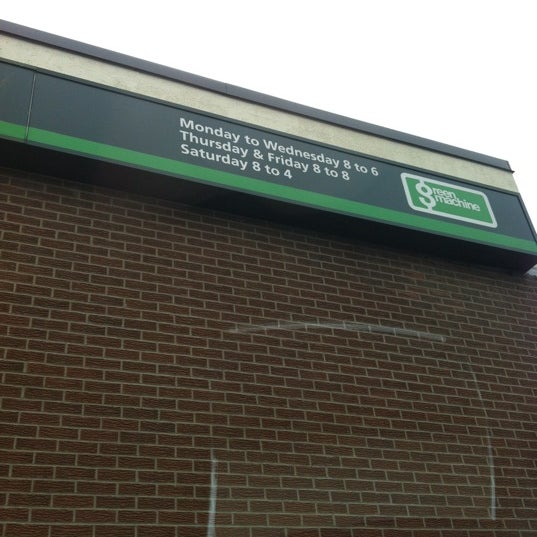 Monday to Wednesday 8 to 6
Thursday & Friday 8 to 8
Saturday 8 to 4
green
machine